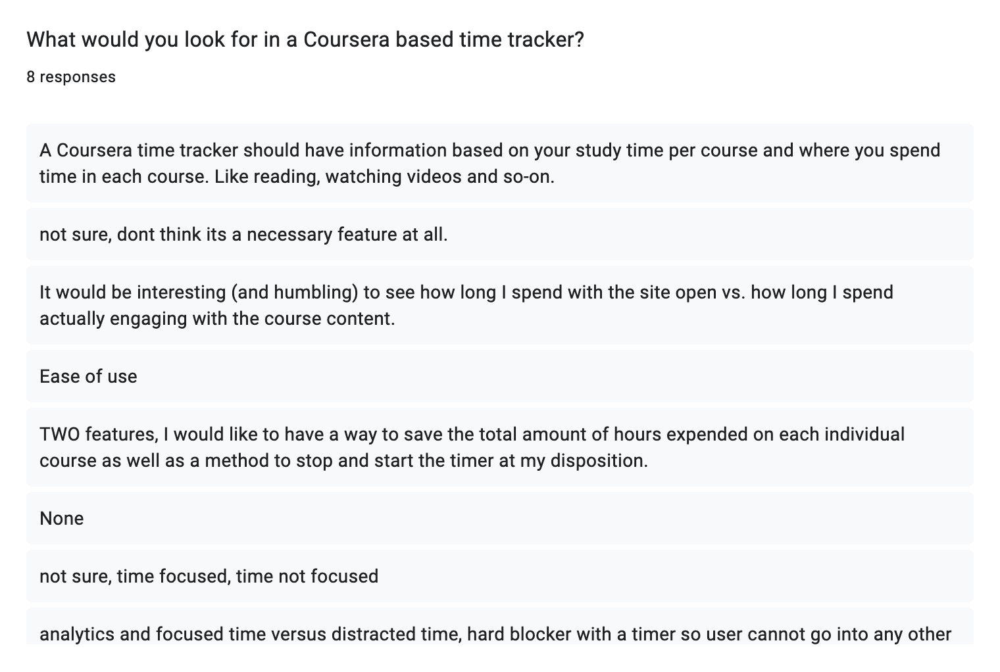 What would you look for in a Coursera based time tracker?
8 responses
A Coursera time tracker should have information based on your study time per course and where you spend
time in each course. Like reading, watching videos and so-on.
not sure, dont think its a necessary feature at all.
It would be interesting (and humbling) to see how long I spend with the site open vs. how long I spend
actually engaging with the course content.
Ease of use
TWO features, I would like to have a way to save the total amount of hours expended on each individual
course as well as a method to stop and start the timer at my disposition.
None
not sure, time focused, time not focused
analytics and focused time versus distracted time, hard blocker with a timer so user cannot go into any other